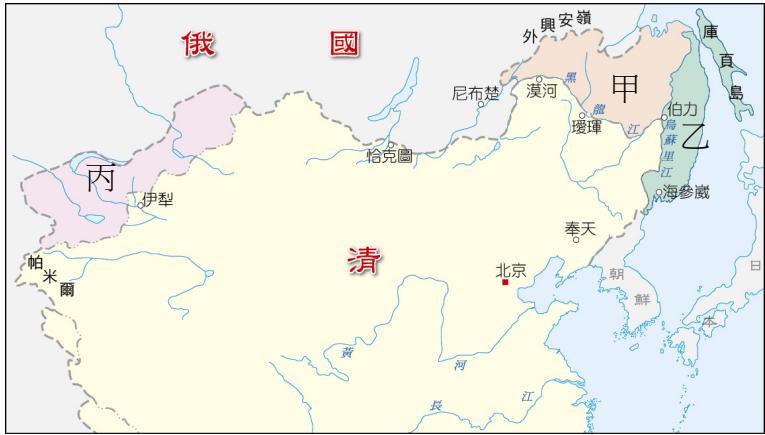 俄國
外興安嶺
庫頁島
黑龍江
漠河
甲
尼布楚
伯力
璦琿
烏蘇里江
乙
恰克圖
丙
伊犁
海參崴
奉天
帕米爾
清
北京
朝鮮
日本
黃河
長江